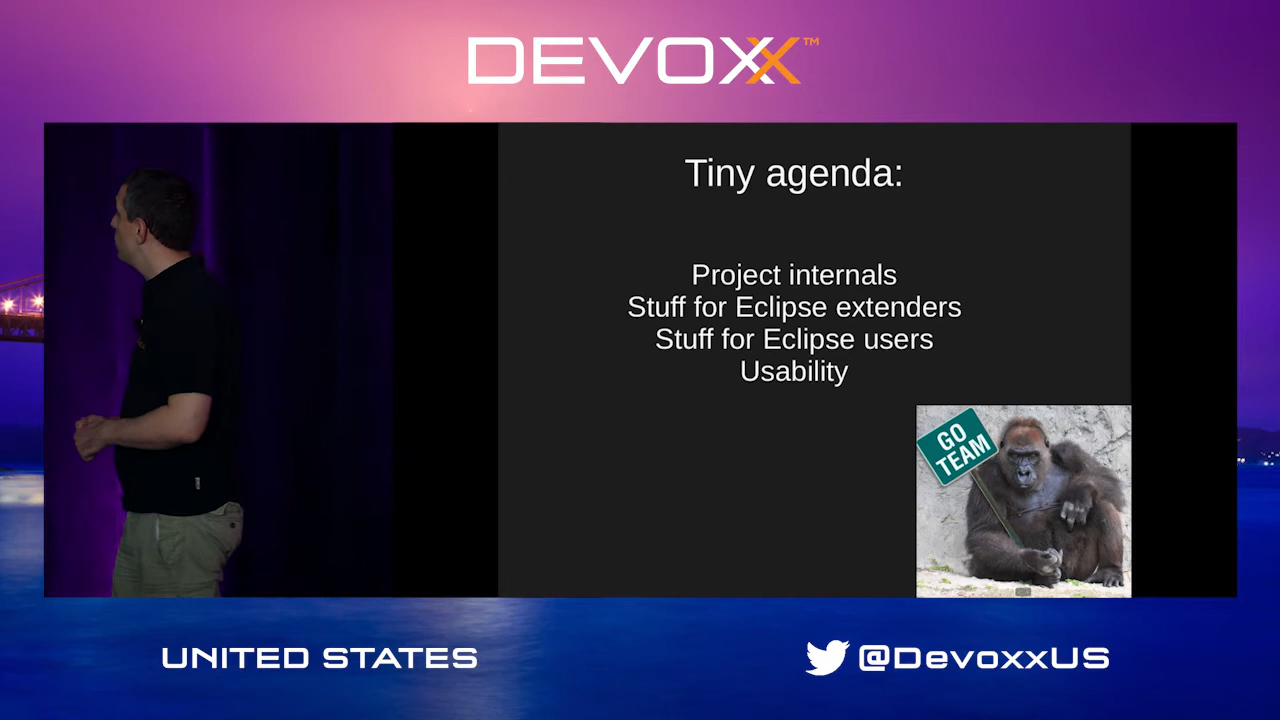 DEVOXX™
Tiny agenda:
Project internals
Stuff for Eclipse extenders
Stuff for Eclipse users
Usability
GO
TEAM
UNITED STATES
@DevoxxUS